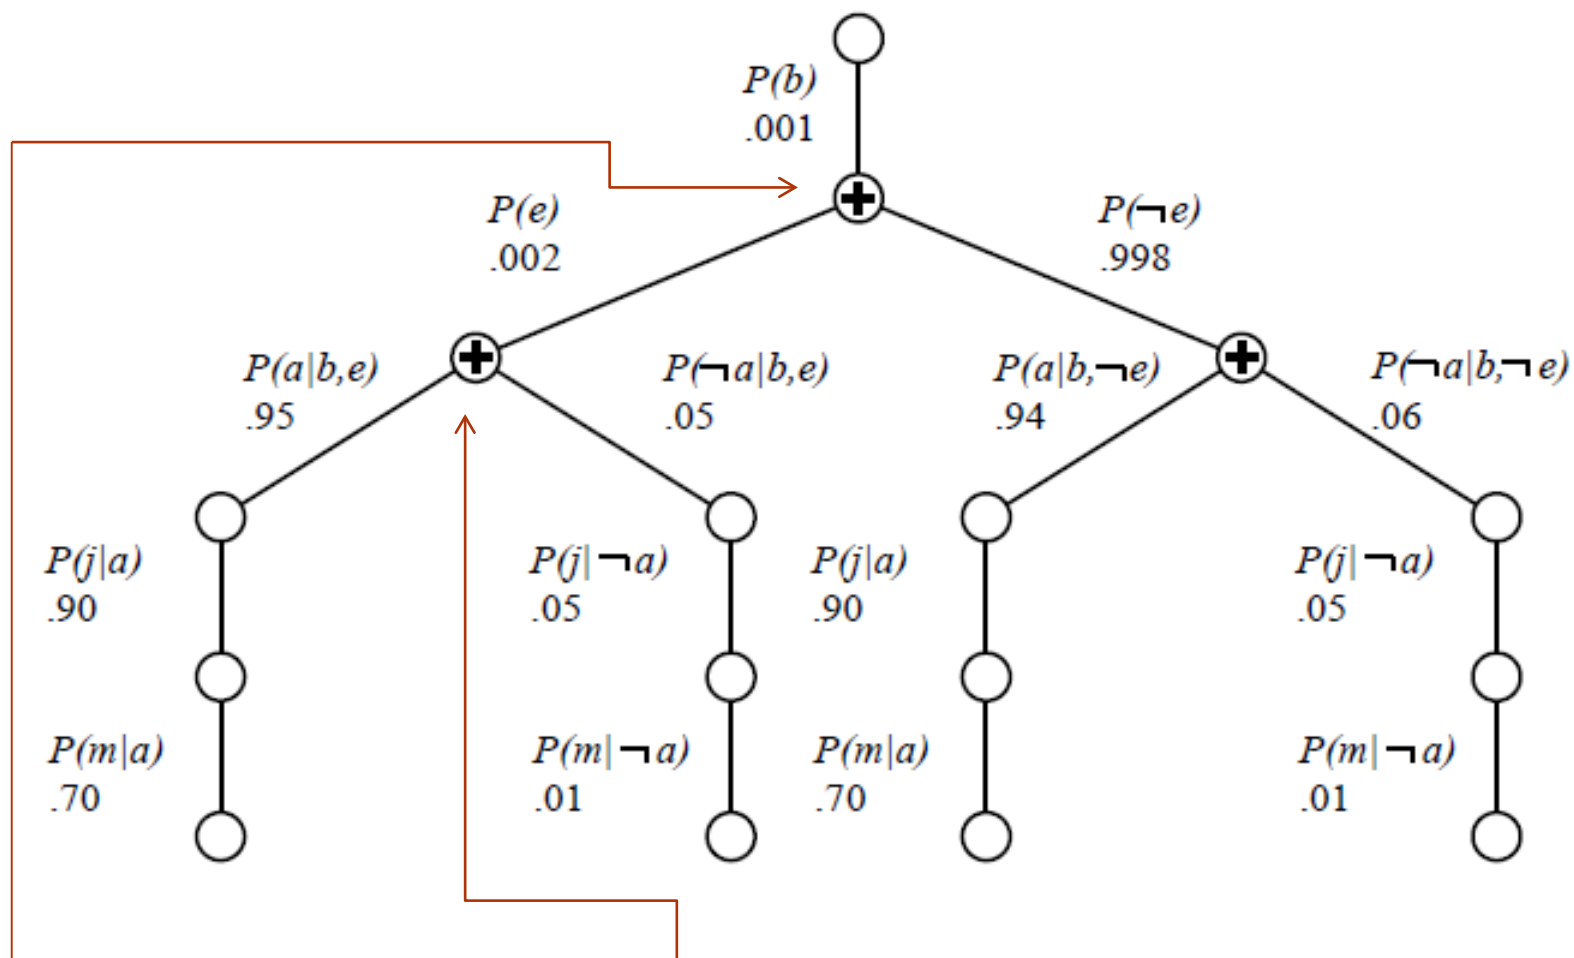 P(b)
.001
P(e)
.002
P(¬e)
.998
P(a|b,e)
.95
P(¬a|b,e)
.05
P(a|b,¬e)
.94
P(¬a|b,¬e)
.06
P(j|a)
.90
P(j|¬a)
.05
P(j|a)
.90
P(j|¬a)
.05
P(m|a)
.70
P(m|¬a)
.01
P(m|a)
.70
P(m|¬a)
.01